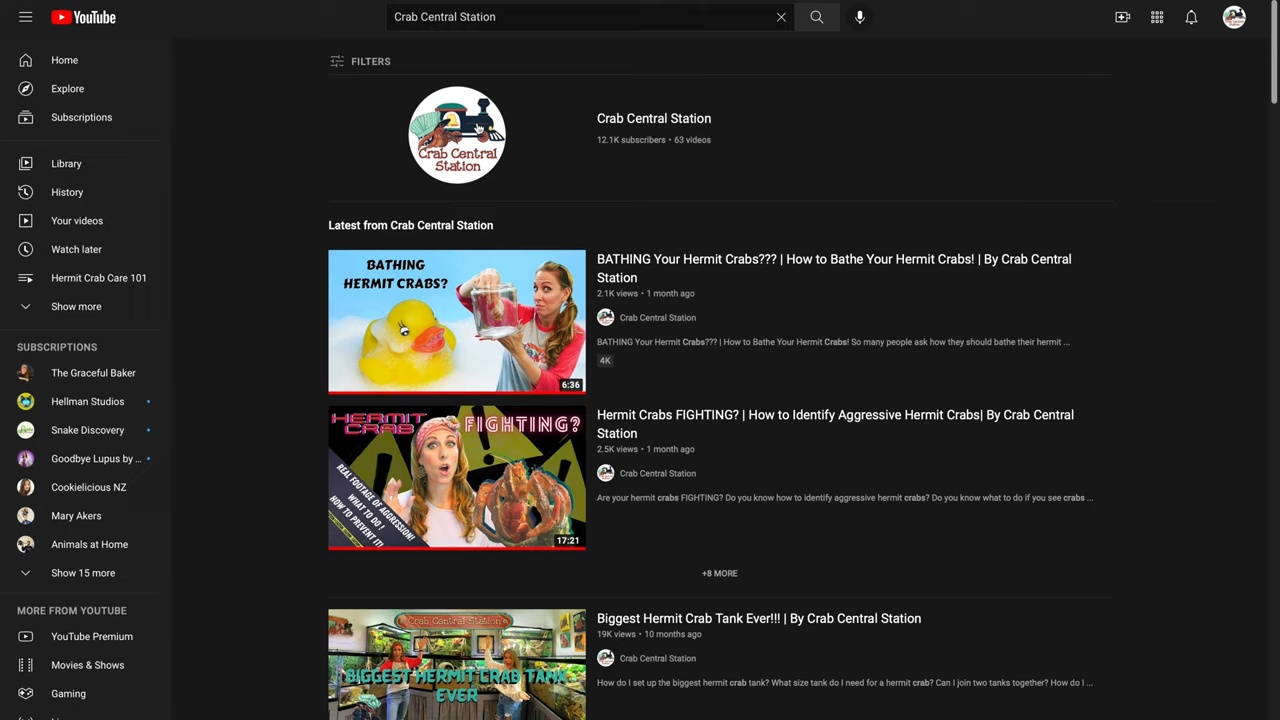 YouTube
Crab Central Station
Home
Explore
Subscriptions
Library
History
Your videos
Watch later
Hermit Crab Care 101
Show more
SUBSCRIPTIONS
The Graceful Baker
Hellman Studios
Snake Discovery
Goodbye Lupus by ...
Cookielicious NZ
Mary Akers
Animals at Home
Show 15 more
MORE FROM YOUTUBE
YouTube Premium
Movies & Shows
Gaming
FILTERS
Crab Central
Station
Crab Central Station
12.1K subscribers • 63 videos
Latest from Crab Central Station
BATHING
HERMIT CRABS?
6:36
BATHING Your Hermit Crabs??? | How to Bathe Your Hermit Crabs! | By Crab Central
Station
2.1K views • 1 month ago
Crab Central Station
BATHING Your Hermit Crabs??? | How to Bathe Your Hermit Crabs! So many people ask how they should bathe their hermit ...
4K
HERMIT
CRAB
FIGHTING?
REAL FOOTAGE OF AGGRESSION!
WHAT TO DO!
HOW TO PREVENT IT!
17:21
Hermit Crabs FIGHTING? | How to Identify Aggressive Hermit Crabs| By Crab Central
Station
2.5K views • 1 month ago
Crab Central Station
Are your hermit crabs FIGHTING? Do you know how to identify aggressive hermit crabs? Do you know what to do if you see crabs ...
+8 MORE
Crab Central Station
BIGGEST HERMIT CRAB TANK
EVER
Biggest Hermit Crab Tank Ever!!! | By Crab Central Station
19K views • 10 months ago
Crab Central Station
How do I set up the biggest hermit crab tank? What size tank do I need for a hermit crab? Can I join two tanks together? How do I ...